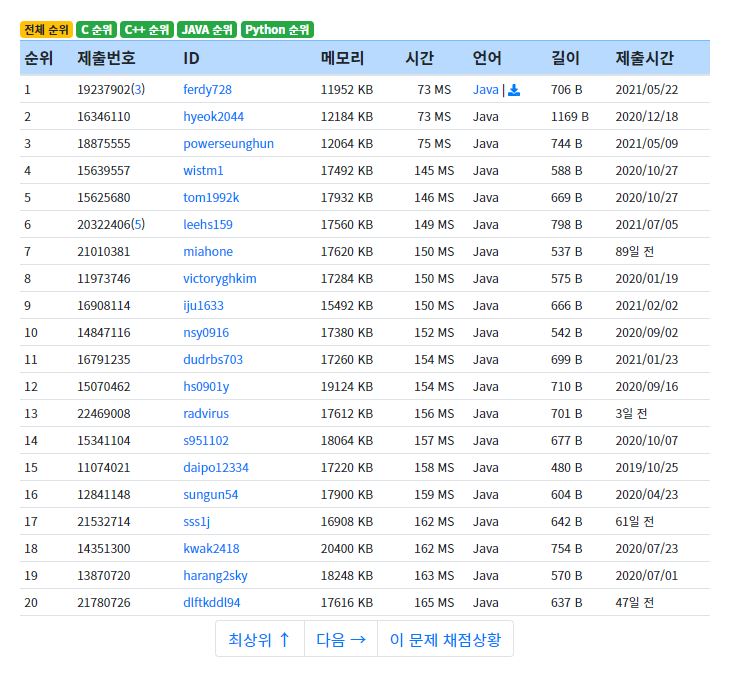 전체 순위 C 순위 C++ 순위 JAVA 순위 Python 순위
순위 제출번호 ID 메모리 시간 언어 길이 제출시간
1 19237902(3) ferdy728 11952 KB 73 MS Java | 706 B 2021/05/22
2 16346110 hyeok2044 12184 KB 73 MS Java 1169 B 2020/12/18
3 18875555 powerseunghun 12064 KB 75 MS Java 744 B 2021/05/09
4 15639557 wistm1 17492 KB 145 MS Java 588 B 2020/10/27
5 15625680 tom1992k 17932 KB 146 MS Java 669 B 2020/10/27
6 20322406(5) leehs159 17560 KB 149 MS Java 798 B 2021/07/05
7 21010381 miahone 17620 KB 150 MS Java 537 B 89일 전
8 11973746 victoryghkim 17284 KB 150 MS Java 575 B 2020/01/19
9 16908114 iju1633 15492 KB 150 MS Java 666 B 2021/02/02
10 14847116 nsy0916 17380 KB 152 MS Java 542 B 2020/09/02
11 16791235 dudrbs703 17260 KB 154 MS Java 699 B 2021/01/23
12 15070462 hs0901y 19124 KB 154 MS Java 710 B 2020/09/16
13 22469008 radvirus 17612 KB 156 MS Java 701 B 3일 전
14 15341104 s951102 18064 KB 157 MS Java 677 B 2020/10/07
15 11074021 daipo12334 17220 KB 158 MS Java 480 B 2019/10/25
16 12841148 sungun54 17900 KB 159 MS Java 604 B 2020/04/23
17 21532714 sss1j 16908 KB 162 MS Java 642 B 61일 전
18 14351300 kwak2418 20400 KB 162 MS Java 754 B 2020/07/23
19 13870720 harang2sky 18248 KB 163 MS Java 570 B 2020/07/01
20 21780726 dlftkddl94 17616 KB 165 MS Java 637 B 47일 전
최상위 ↑ 다음 → 이 문제 채점상황